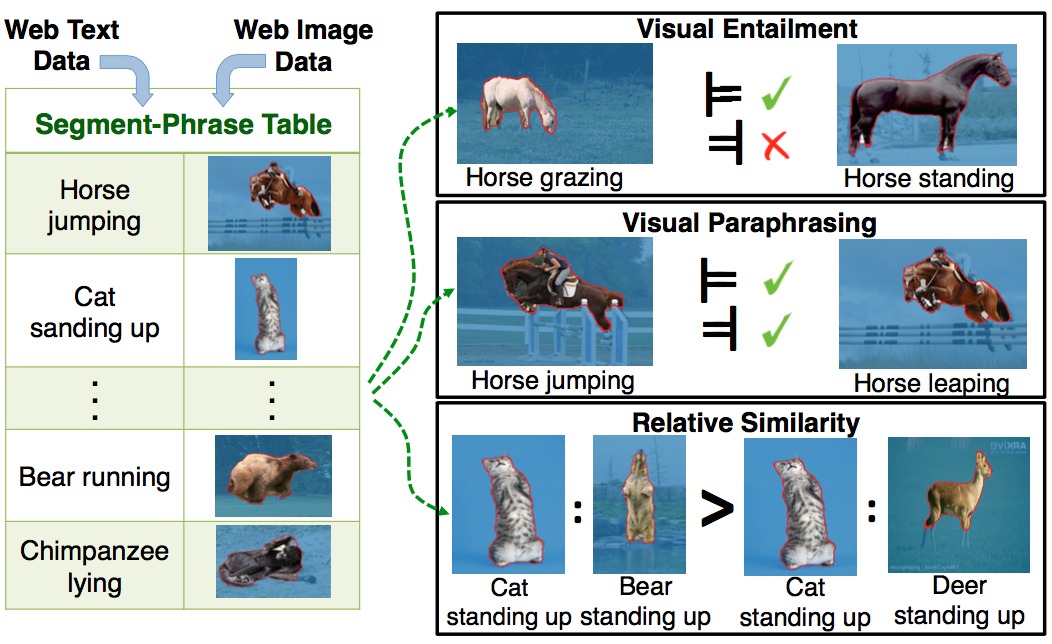 Web Text
Data
Web Image
Data
Segment-Phrase Table
Horse
jumping
Cat
sanding up
Bear running
Chimpanzee
lying
Visual Entailment
Horse grazing
Horse standing
Visual Paraphrasing
Horse jumping
Horse leaping
Relative Similarity
ARKIVE
:
>
:
Cat
standing up
Bear
standing up
Cat
standing up
Deer
standing up